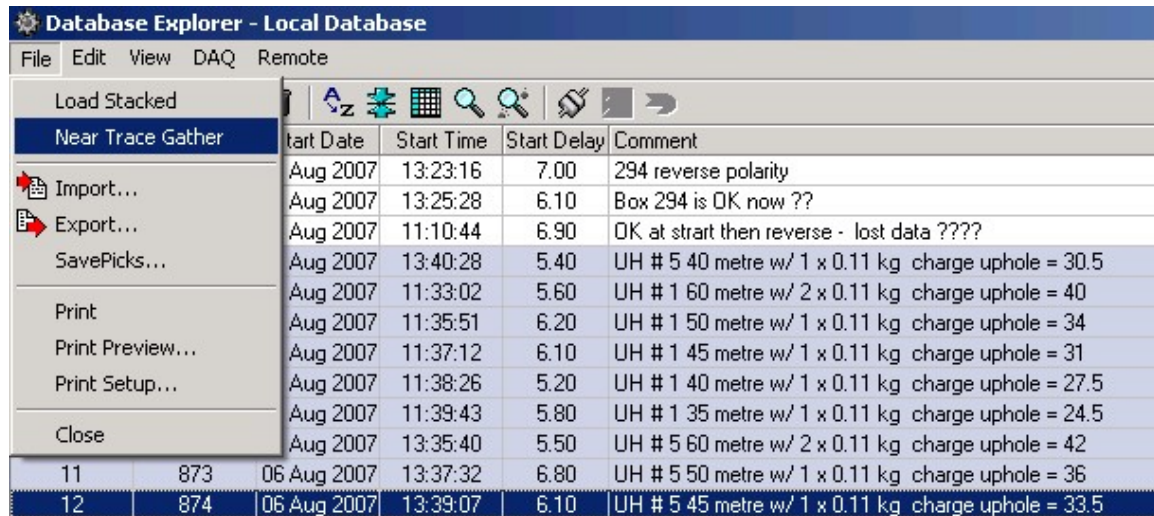 Database Explorer - Local Database
File Edit View DAQ Remote
Load Stacked
Near Trace Gather
Import...
Export...
SavePicks...
Print
Print Preview...
Print Setup...
Close
A Z
tart Date Start Time Start Delay Comment
Aug 2007 13:23:16 7.00 294 reverse polarity
Aug 2007 13:25:28 6.10 Box 294 is OK now ??
Aug 2007 11:10:44 6.90 OK at strart then reverse - lost data ????
Aug 2007 13:40:28 5.40 UH # 5 40 metre w/ 1 x 0.11 kg charge uphole = 30.5
Aug 2007 11:33:02 5.60 UH # 1 60 metre w/ 2 x 0.11 kg charge uphole = 40
Aug 2007 11:35:51 6.20 UH # 1 50 metre w/ 1 x 0.11 kg charge uphole = 34
Aug 2007 11:37:12 6.10 UH # 1 45 metre w/ 1 x 0.11 kg charge uphole = 31
Aug 2007 11:38:26 5.20 UH # 1 40 metre w/ 1 x 0.11 kg charge uphole = 27.5
Aug 2007 11:39:43 5.80 UH # 1 35 metre w/ 1 x 0.11 kg charge uphole = 24.5
Aug 2007 13:35:40 5.50 UH # 5 60 metre w/ 2 x 0.11 kg charge uphole = 42
11 873 06 Aug 2007 13:37:32 6.80 UH # 5 50 metre w/ 1 x 0.11 kg charge uphole = 36
12 874 06 Aug 2007 13:39:07 6.10 UH # 5 45 metre w/ 1 x 0.11 kg charge uphole = 33.5